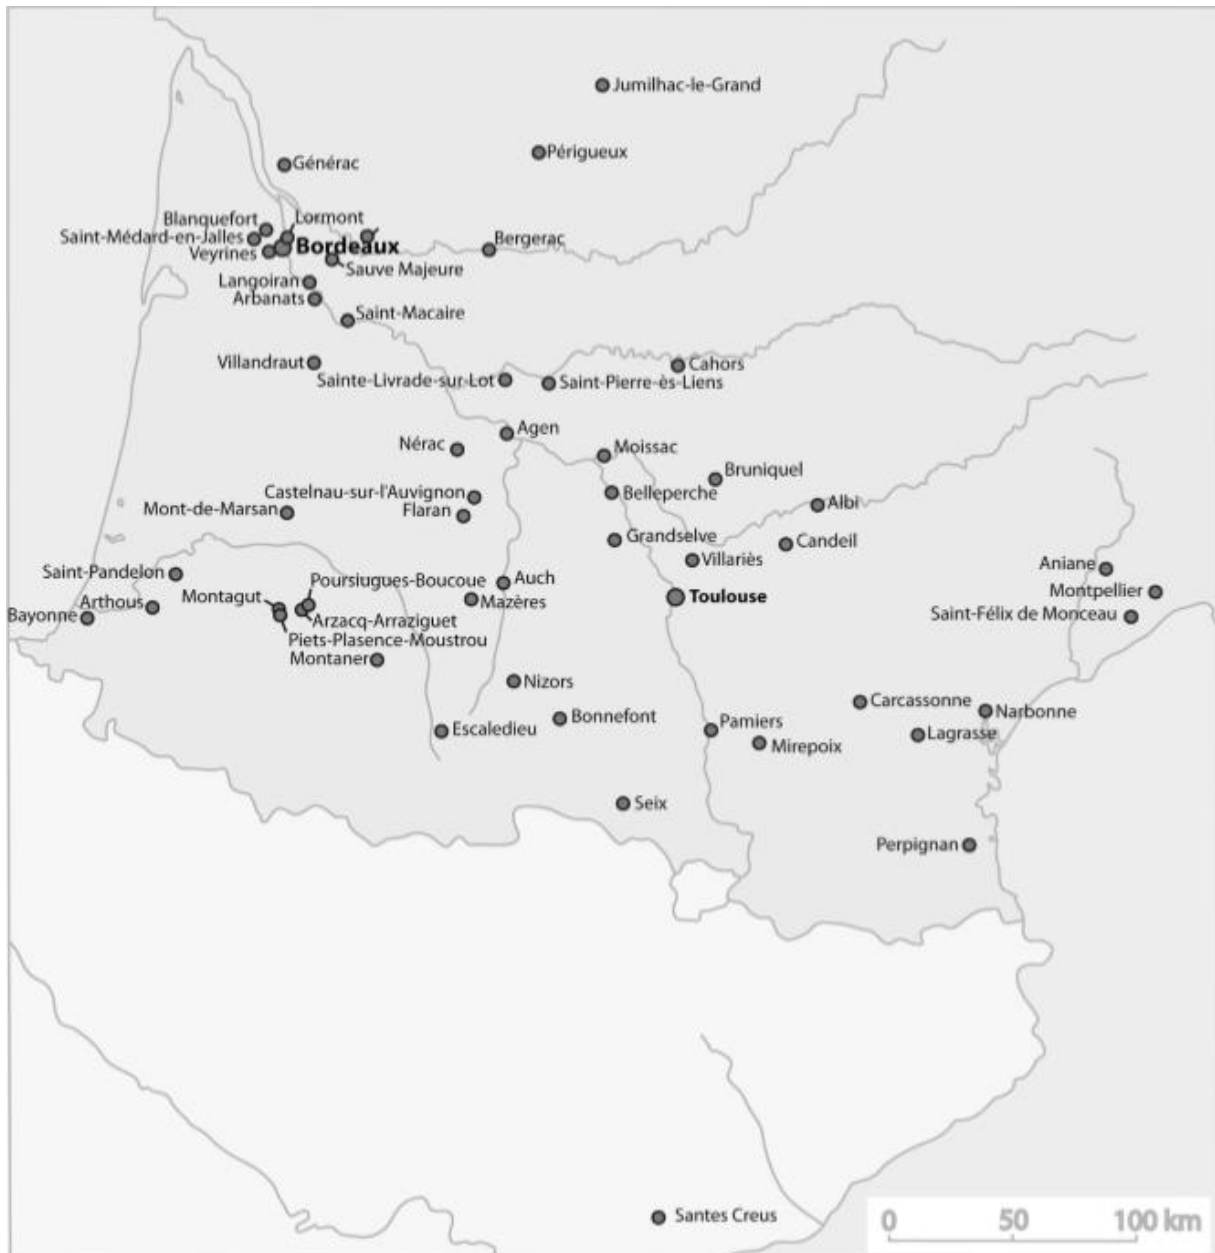 Jumilhac-le-Grand
Périgueux
Générac
Blanquefort
Lormont
Saint-Médard-en-Jalles
Bergerac
Veyrines
Bordeaux
Sauve Majeure
Langoiran
Arbanats
Saint-Macaire
Villandraut
Cahors
Sainte-Livrade-sur-Lot
Saint-Pierre-ès-Liens
Agen
Nérac
Moissac
Bruniquel
Castelnau-sur-l'Auvignon
Belleperche
Mont-de-Marsan
Flaran
Albi
Grandselve
Candeil
Villariès
Aniane
Saint-Pandelon
Poursiugues-Boucoue
Auch
Montpellier
Montagut
Toulouse
Arthous
Mazères
Bayonne
Arzacq-Arraziguet
Saint-Félix de Monceau
Piets-Plasence-Moustrou
Montaner
Nizors
Carcassonne
Narbonne
Bonnefont
Pamiers
Escaledieu
Lagrasse
Mirepoix
Seix
Perpignan
Santes Creus
0 50 100 km